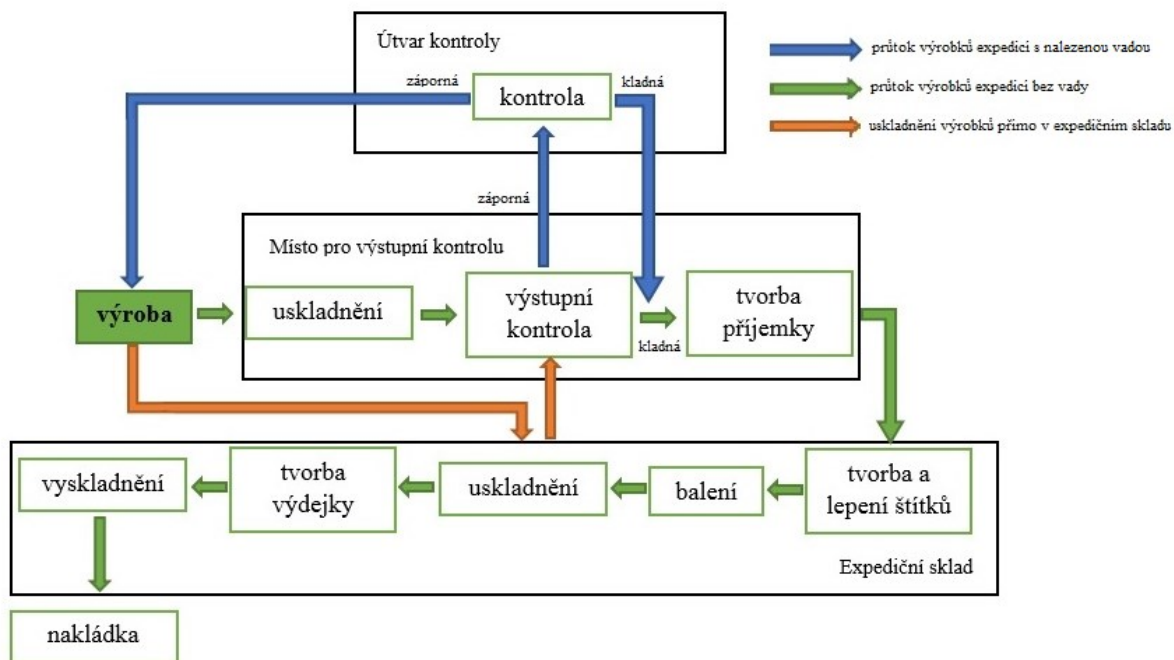 Útvar kontroly
záporná
kontrola
kladná
průtok výrobků expedicí s nalezenou vadou
průtok výrobků expedicí bez vady
uskladnění výrobků přímo v expedičním skladu
záporná
Místo pro výstupní kontrolu
výroba
uskladnění
výstupní
kontrola
kladná
tvorba
příjemky
vyskladnění
tvorba
výdejky
uskladnění
balení
tvorba a
lepení štítků
Expediční sklad
nakládka